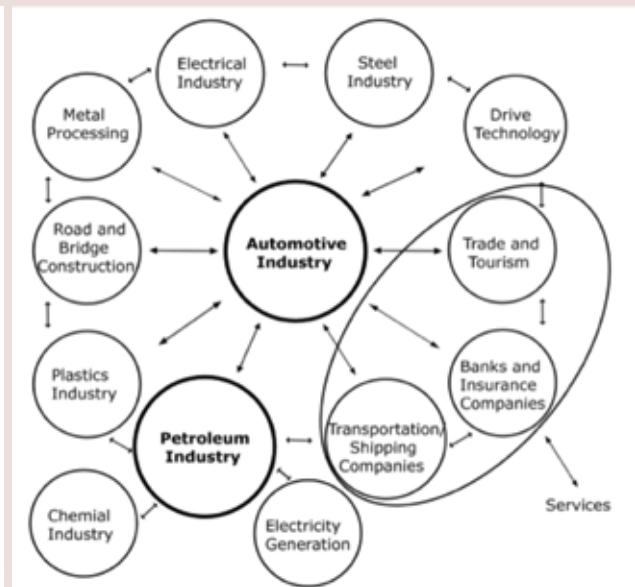 Electrical
Industry
Steel
Industry
Metal
Processing
Drive
Technology
Road and
Bridge
Construction
Automotive
Industry
Trade and
Tourism
Plastics
Industry
Banks and
Insurance
Companies
Petroleum
Industry
Transportation/
Shipping
Companies
Services
Chemial
Industry
Electricity
Generation